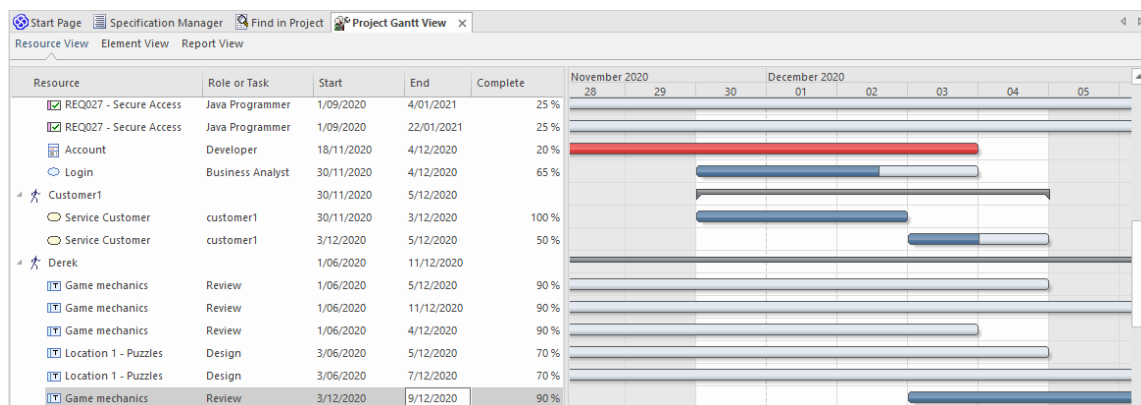 Start Page Specification Manager Find in Project Project Gantt View ×
Resource View Element View Report View
Resource Role or Task Start End Complete November 2020 December 2020
28 29 30 01 02 03 04 05
REQ027 - Secure Access Java Programmer 1/09/2020 4/01/2021 25 %
REQ027 - Secure Access Java Programmer 1/09/2020 22/01/2021 25 %
Account Developer 18/11/2020 4/12/2020 20 %
Login Business Analyst 30/11/2020 4/12/2020 65 %
Customer1 30/11/2020 5/12/2020
Service Customer customer1 30/11/2020 3/12/2020 100 %
Service Customer customer1 3/12/2020 5/12/2020 50 %
Derek 1/06/2020 11/12/2020
Game mechanics Review 1/06/2020 5/12/2020 90 %
Game mechanics Review 1/06/2020 11/12/2020 90 %
Game mechanics Review 1/06/2020 4/12/2020 90 %
Location 1 - Puzzles Design 3/06/2020 5/12/2020 70 %
Location 1 - Puzzles Design 3/06/2020 7/12/2020 70 %
Game mechanics Review 3/12/2020 9/12/2020 90 %